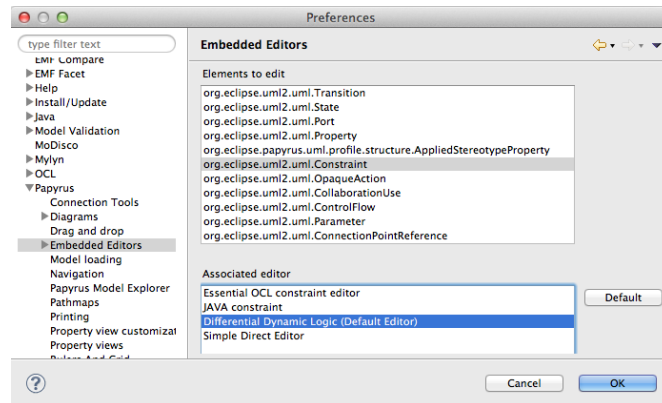 Preferences
type filter text
EMF Compare
EMF Facet
Help
Install/Update
Java
Model Validation
MoDisco
Mylyn
OCL
Papyrus
Connection Tools
Diagrams
Drag and drop
Embedded Editors
Model loading
Navigation
Papyrus Model Explorer
Pathmaps
Printing
Property view customizat
Property views
Rulers And Grid
Embedded Editors
Elements to edit
org.eclipse.uml2.uml.Transition
org.eclipse.uml2.uml.State
org.eclipse.uml2.uml.Port
org.eclipse.uml2.uml.Property
org.eclipse.papyrus.uml.profile.structure.AppliedStereotypeProperty
org.eclipse.uml2.uml.Constraint
org.eclipse.uml2.uml.OpaqueAction
org.eclipse.uml2.uml.CollaborationUse
org.eclipse.uml2.uml.ControlFlow
org.eclipse.uml2.uml.Parameter
org.eclipse.uml2.uml.ConnectionPointReference
Associated editor
Essential OCL constraint editor
JAVA constraint
Differential Dynamic Logic (Default Editor)
Simple Direct Editor
Default
?
Cancel
OK